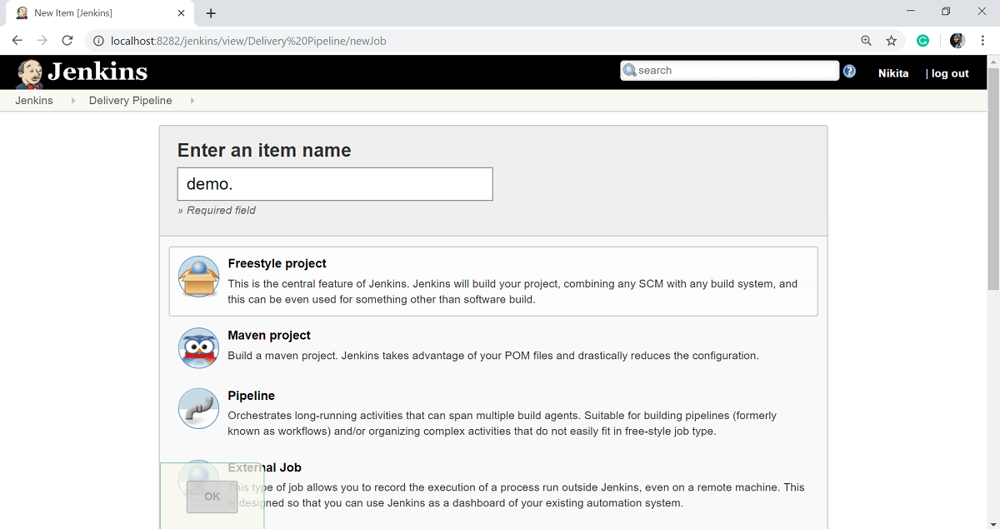 New Item [Jenkins]
localhost:8282/jenkins/view/Delivery%20Pipeline/newJob
Jenkins
search
Nikita
| log out
Jenkins
Delivery Pipeline
Enter an item name
demo.
» Required field
Freestyle project
This is the central feature of Jenkins. Jenkins will build your project, combining any SCM with any build system, and
this can be even used for something other than software build.
Maven project
Build a maven project. Jenkins takes advantage of your POM files and drastically reduces the configuration.
Pipeline
Orchestrates long-running activities that can span multiple build agents. Suitable for building pipelines (formerly
known as workflows) and/or organizing complex activities that do not easily fit in free-style job type.
External Job
This type of job allows you to record the execution of a process run outside Jenkins, even on a remote machine. This
is designed so that you can use Jenkins as a dashboard of your existing automation system.
OK